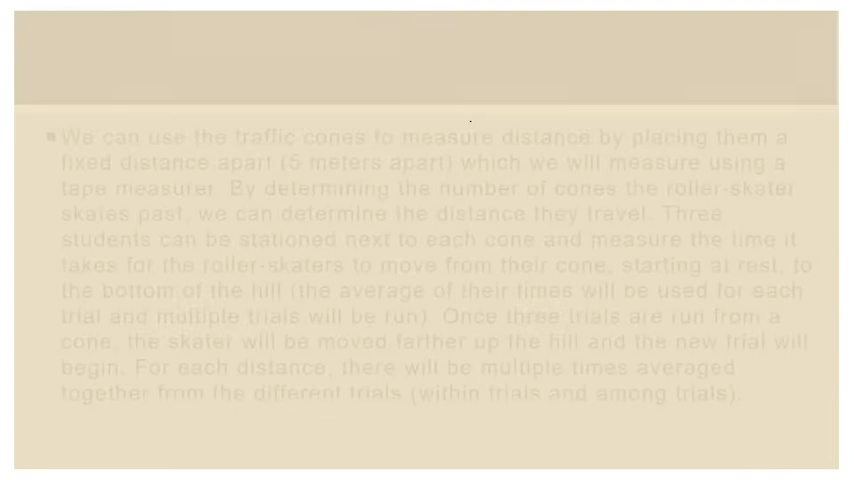 We can use the traffic cones to measure distance by placing them a
fixed distance apart (5 meters apart) which we will measure using a
tape measurer. By determining the number of cones the roller-skater
skates past, we can determine the distance they travel. Three
students can be stationed next to each cone and measure the time it
takes for the roller-skaters to move from their cone, starting at rest, to
the bottom of the hill (the average of their times will be used for each
trial and multiple trials will be run). Once three trials are run from a
cone, the skater will be moved farther up the hill and the new trial will
begin. For each distance, there will be multiple times averaged
together from the different trials (within trials and among trials).